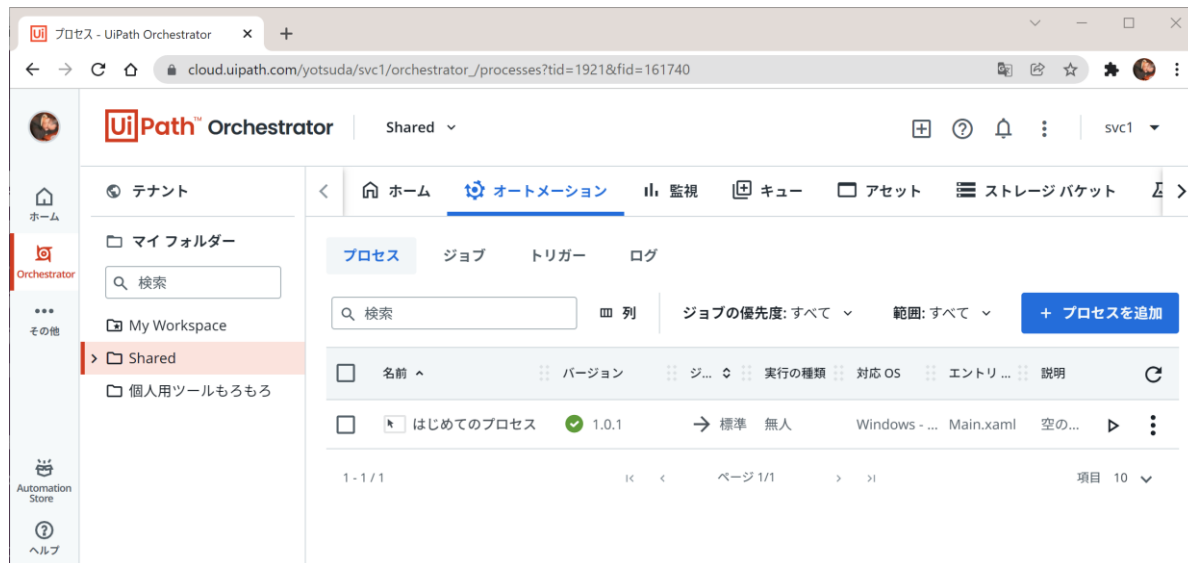 プロセス - UiPath Orchestrator
cloud.uipath.com/yotsuda/svc1/orchestrator_/processes?tid=1921&fid=161740
UiPath™ Orchestrator
Shared
svc1
ホーム
Orchestrator
その他
Automation Store
ヘルプ
テナント
マイ フォルダー
検索
My Workspace
Shared
個人用ツールもろもろ
ホーム オートメーション 監視 キュー アセット ストレージ バケット
プロセス ジョブ トリガー ログ
検索 列 ジョブの優先度: すべて 範囲: すべて + プロセスを追加
名前 バージョン ジ... 実行の種類 対応 OS エントリ ... 説明
はじめてのプロセス 1.0.1 標準 無人 Windows - ... Main.xaml 空の...
1 - 1 / 1 ページ 1/1 項目 10